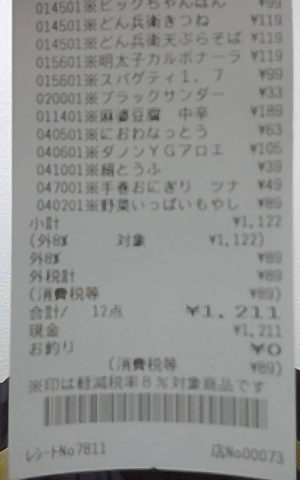 014501※ビックちゃんぽん ¥99
014501※どん兵衛きつね ¥119
014501※どん兵衛天ぷらそば ¥119
015601※明太子カルボナーラ ¥119
015601※スパゲティ1.7 ¥99
020001※ブラックサンダー ¥33
011401※麻婆豆腐 中辛 ¥189
040501※におわなっとう ¥63
040601※ダノンYGアロエ ¥105
041001※絹とうふ ¥39
047001※手巻おにぎり ツナ ¥49
040201※野菜いっぱいもやし ¥89
小計 ¥1,122
(外8% 対象 ¥1,122)
外8% ¥89
外税計 ¥89
(消費税等 ¥89)
合計/ 12点 ¥1,211
現金 ¥1,211
お釣り ¥0
(消費税等 ¥89)
※印は軽減税率8%対象商品です
レシートNo7811 店No00073